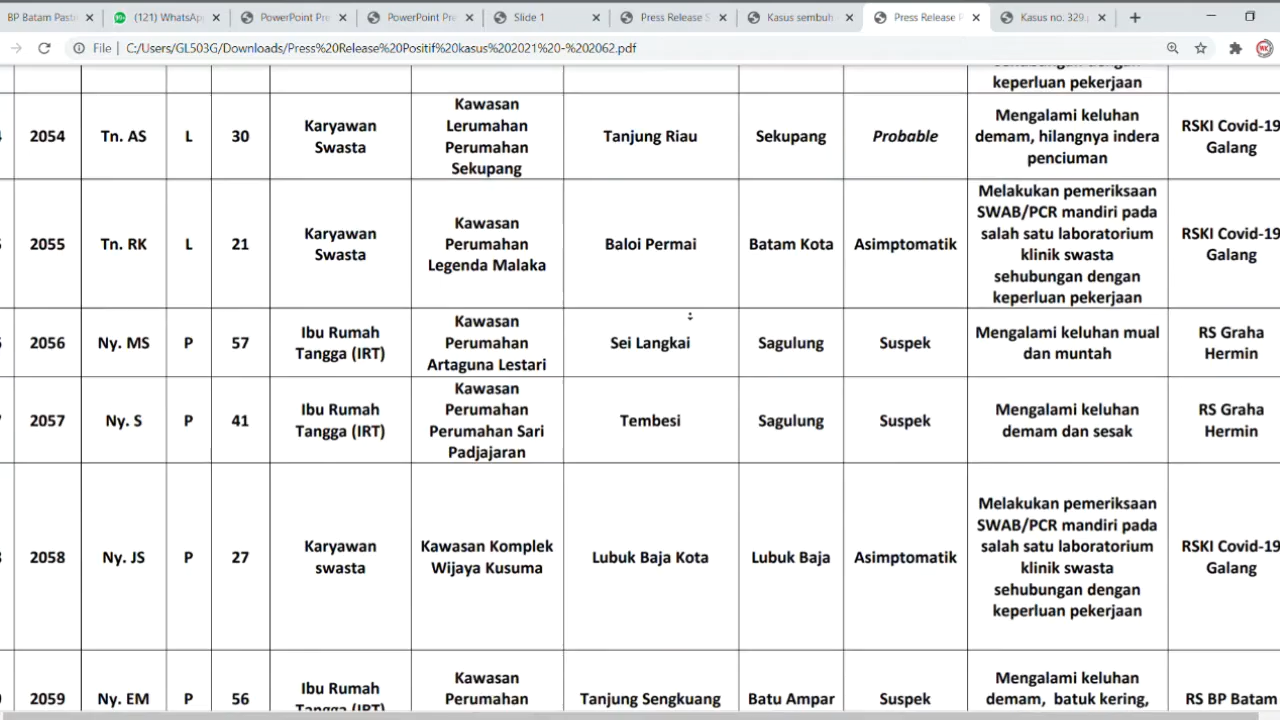 BP Batam Pasti
(121) WhatsApp
PowerPoint Pre
PowerPoint Pre
Slide 1
Press Release S
Kasus sembuh
Press Release P
Kasus no. 329.p
File
C:/Users/GL503G/Downloads/Press%20Release%20Positif%20kasus%202021%20-%202062.pdf
keperluan pekerjaan
2054
Tn. AS
L
30
Karyawan
Swasta
Kawasan
Lerumahan
Perumahan
Sekupang
Tanjung Riau
Sekupang
Probable
Mengalami keluhan
demam, hilangnya indera
penciuman
RSKI Covid-19
Galang
2055
Tn. RK
L
21
Karyawan
Swasta
Kawasan
Perumahan
Legenda Malaka
Baloi Permai
Batam Kota
Asimptomatik
Melakukan pemeriksaan
SWAB/PCR mandiri pada
salah satu laboratorium
klinik swasta
sehubungan dengan
keperluan pekerjaan
RSKI Covid-19
Galang
2056
Ny. MS
P
57
Ibu Rumah
Tangga (IRT)
Kawasan
Perumahan
Artaguna Lestari
Sei Langkai
Sagulung
Suspek
Mengalami keluhan mual
dan muntah
RS Graha
Hermin
2057
Ny. S
P
41
Ibu Rumah
Tangga (IRT)
Kawasan
Perumahan
Perumahan Sari
Padjajaran
Tembesi
Sagulung
Suspek
Mengalami keluhan
demam dan sesak
RS Graha
Hermin
2058
Ny. JS
P
27
Karyawan
swasta
Kawasan Komplek
Wijaya Kusuma
Lubuk Baja Kota
Lubuk Baja
Asimptomatik
Melakukan pemeriksaan
SWAB/PCR mandiri pada
salah satu laboratorium
klinik swasta
sehubungan dengan
keperluan pekerjaan
RSKI Covid-19
Galang
2059
Ny. EM
P
56
Ibu Rumah
Tangga (IRT)
Kawasan
Perumahan
Tanjung Sengkuang
Batu Ampar
Suspek
Mengalami keluhan
demam, batuk kering,
RS BP Batam